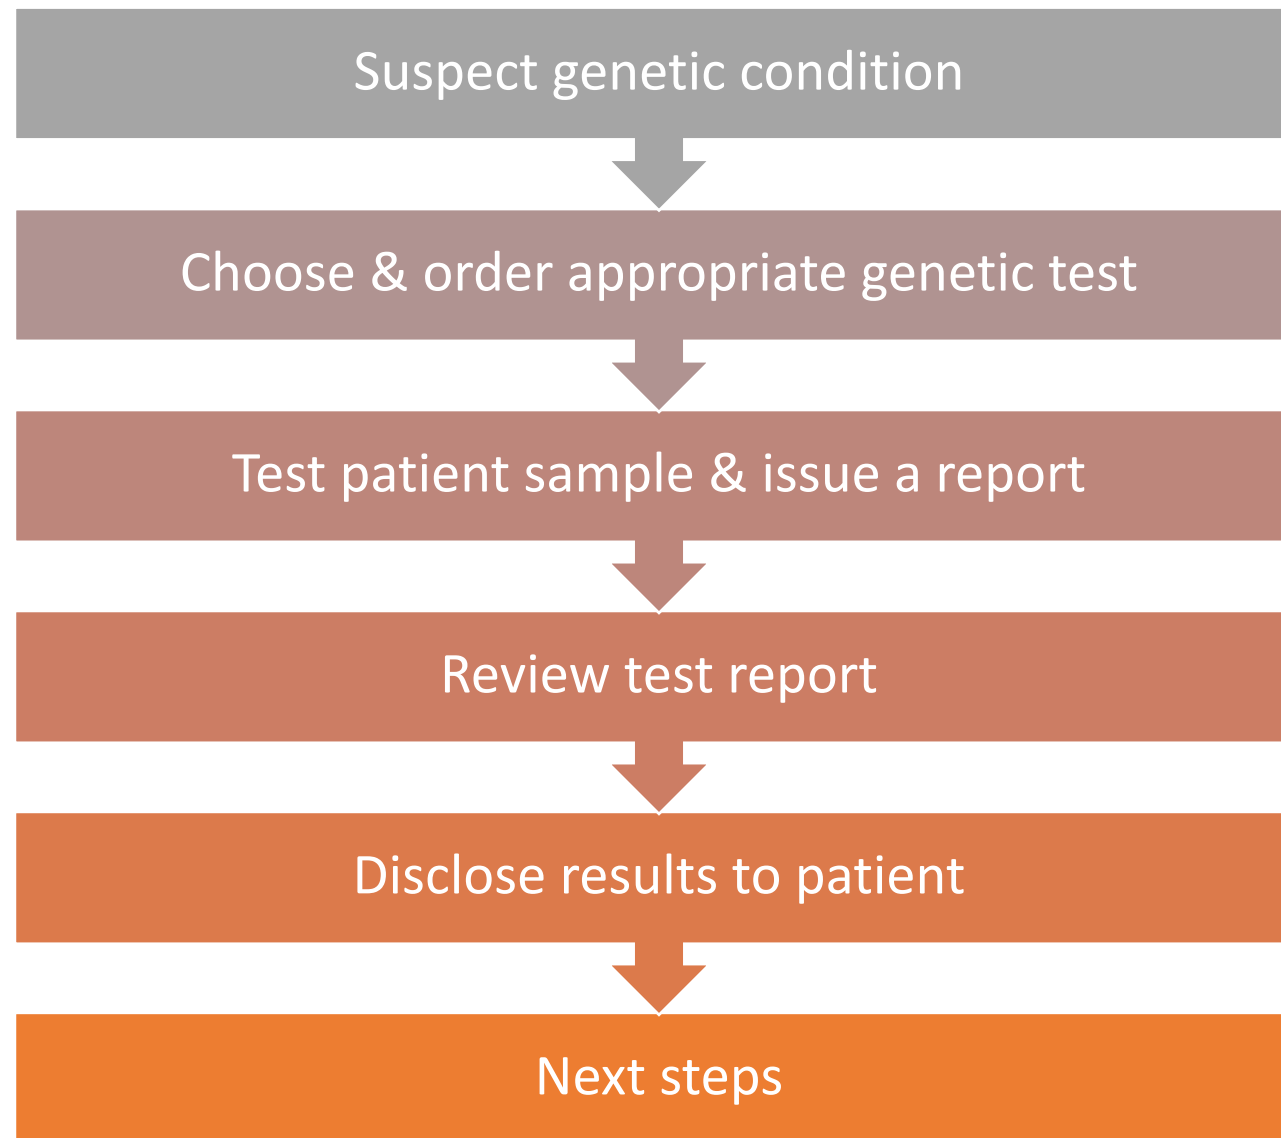 Suspect genetic condition
Choose & order appropriate genetic test
Test patient sample & issue a report
Review test report
Disclose results to patient
Next steps